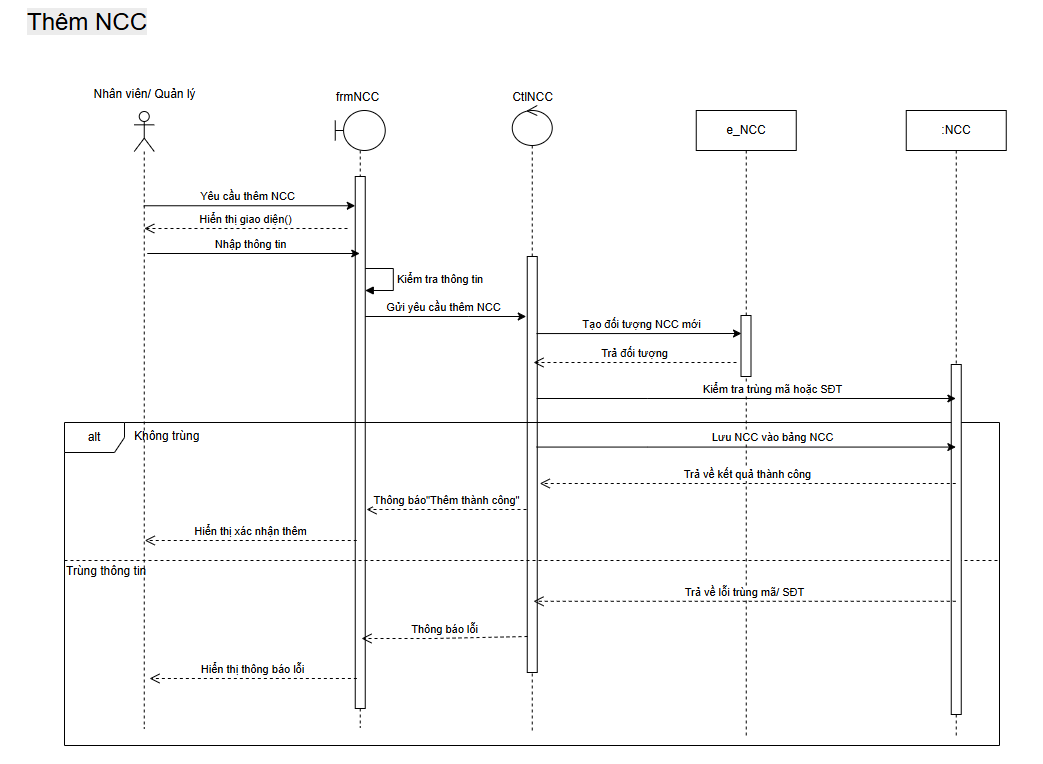 Thêm NCC
Nhân viên/ Quản lý
frmNCC
CtlNCC
e_NCC
:NCC
Yêu cầu thêm NCC
Hiển thị giao diện()
Nhập thông tin
Kiểm tra thông tin
Gửi yêu cầu thêm NCC
Tạo đối tượng NCC mới
Trả đối tượng
Kiểm tra trùng mã hoặc SĐT
alt
Không trùng
Lưu NCC vào bảng NCC
Trả về kết quả thành công
Thông báo"Thêm thành công"
Hiển thị xác nhận thêm
Trùng thông tin
Trả về lỗi trùng mã/ SĐT
Thông báo lỗi
Hiển thị thông báo lỗi